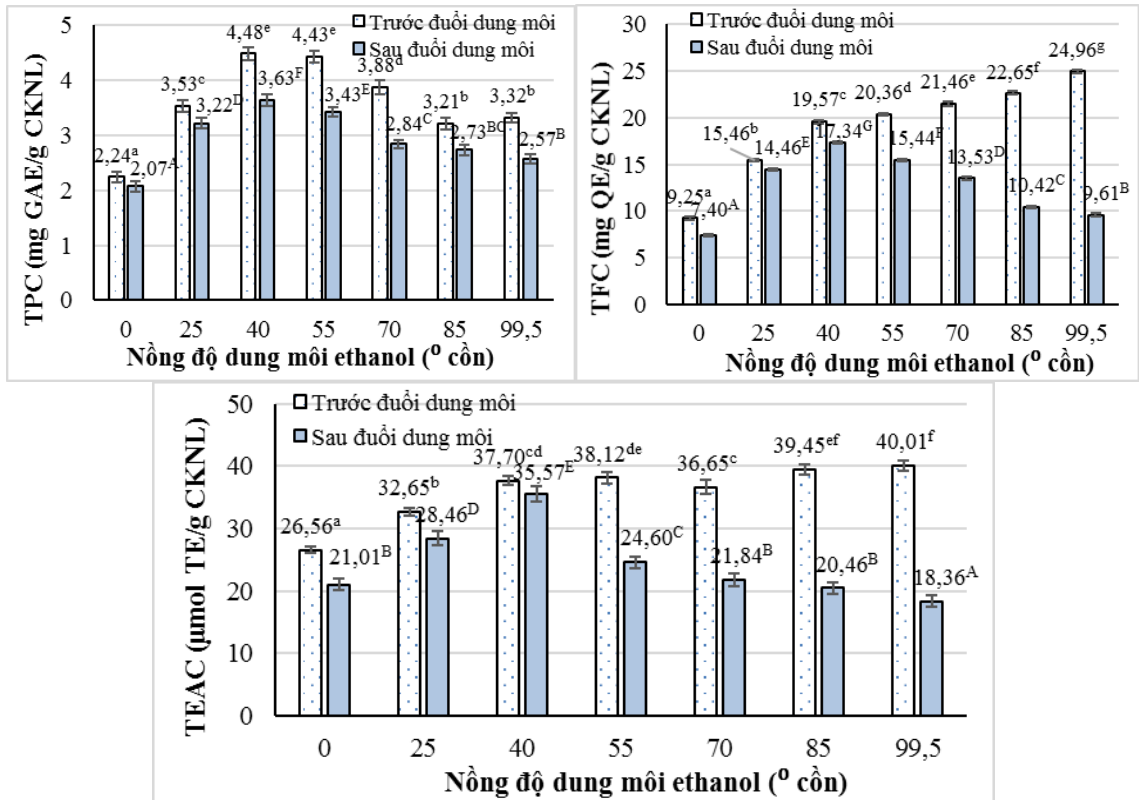 TPC (mg GAE/g CKNL)
Trước đuổi dung môi
Sau đuổi dung môi
5
4
3
2
1
0
2,24ᵃ
2,07ᴬ
3,53ᶜ
3,22ᴰ
4,48ᵉ
3,63ᶠ
4,43ᵉ
3,43ᴱ
3,88ᵈ
2,84ᶜ
3,21ᵇ
2,73ᴮᶜ
3,32ᵇ
2,57ᴮ
0 25 40 55 70 85 99,5
Nồng độ dung môi ethanol (⁰ cồn)
TFC (mg QE/g CKNL)
Trước đuổi dung môi
Sau đuổi dung môi
30
25
20
15
10
5
0
9,25ᵃ
7,40ᴬ
15,46ᵇ
14,46ᴱ
19,57ᶜ
17,34ᴳ
20,36ᵈ
15,44ᶠ
21,46ᵉ
13,53ᴰ
22,65ᶠ
10,42ᶜ
24,96ᵍ
9,61ᴮ
0 25 40 55 70 85 99,5
Nồng độ dung môi ethanol (⁰ cồn)
TEAC (µmol TE/g CKNL)
Trước đuổi dung môi
Sau đuổi dung môi
50
40
30
20
10
0
26,56ᵃ
21,01ᴮ
32,65ᵇ
28,46ᴰ
37,70ᶜᵈ
35,57ᴱ
38,12ᵈᵉ
24,60ᶜ
36,65ᶜ
21,84ᴮ
39,45ᵉᶠ
20,46ᴮ
40,01ᶠ
18,36ᴬ
0 25 40 55 70 85 99,5
Nồng độ dung môi ethanol (⁰ cồn)